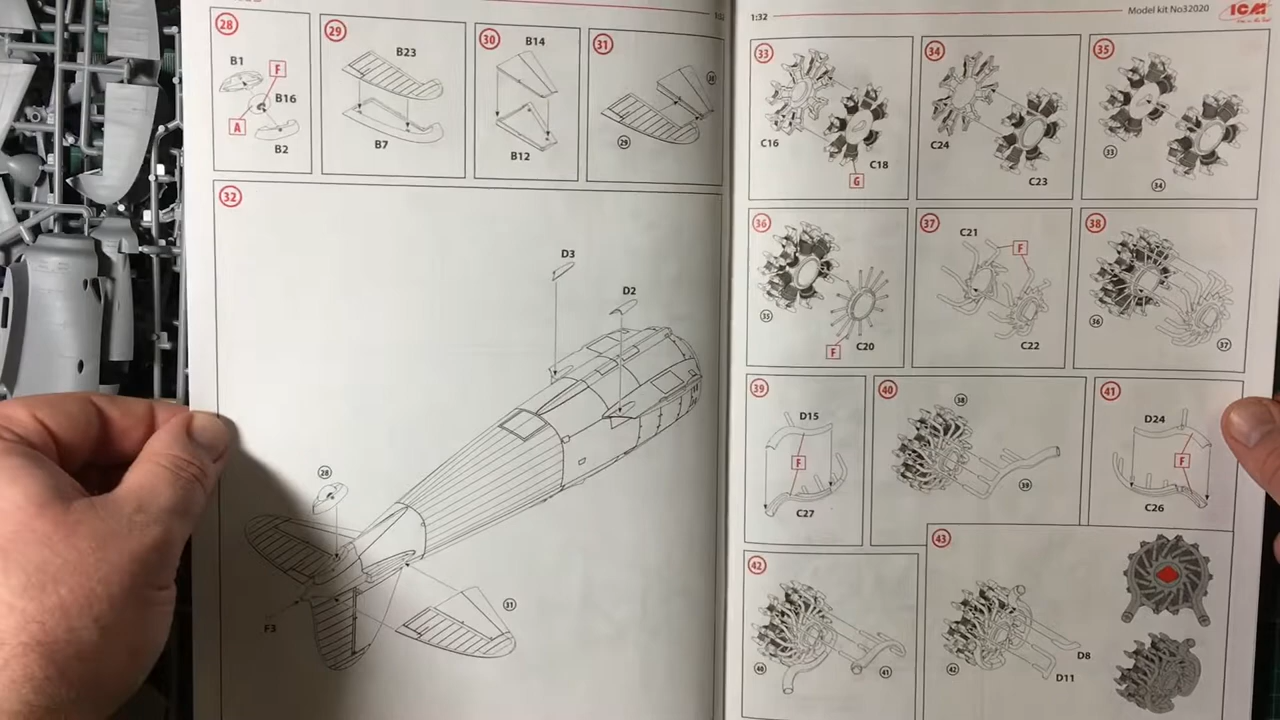 28
B1
F
B16
A
B2
29
B23
B7
30
B14
B12
31
30
29
32
D3
D2
28
31
F3
1:32
Model kit No32020
ICM
33
C16
C18
G
34
C24
C23
35
33
34
36
35
F
C20
37
C21
F
C22
38
36
37
39
D15
F
C27
40
38
39
41
D24
F
C26
42
40
41
43
42
D8
D11